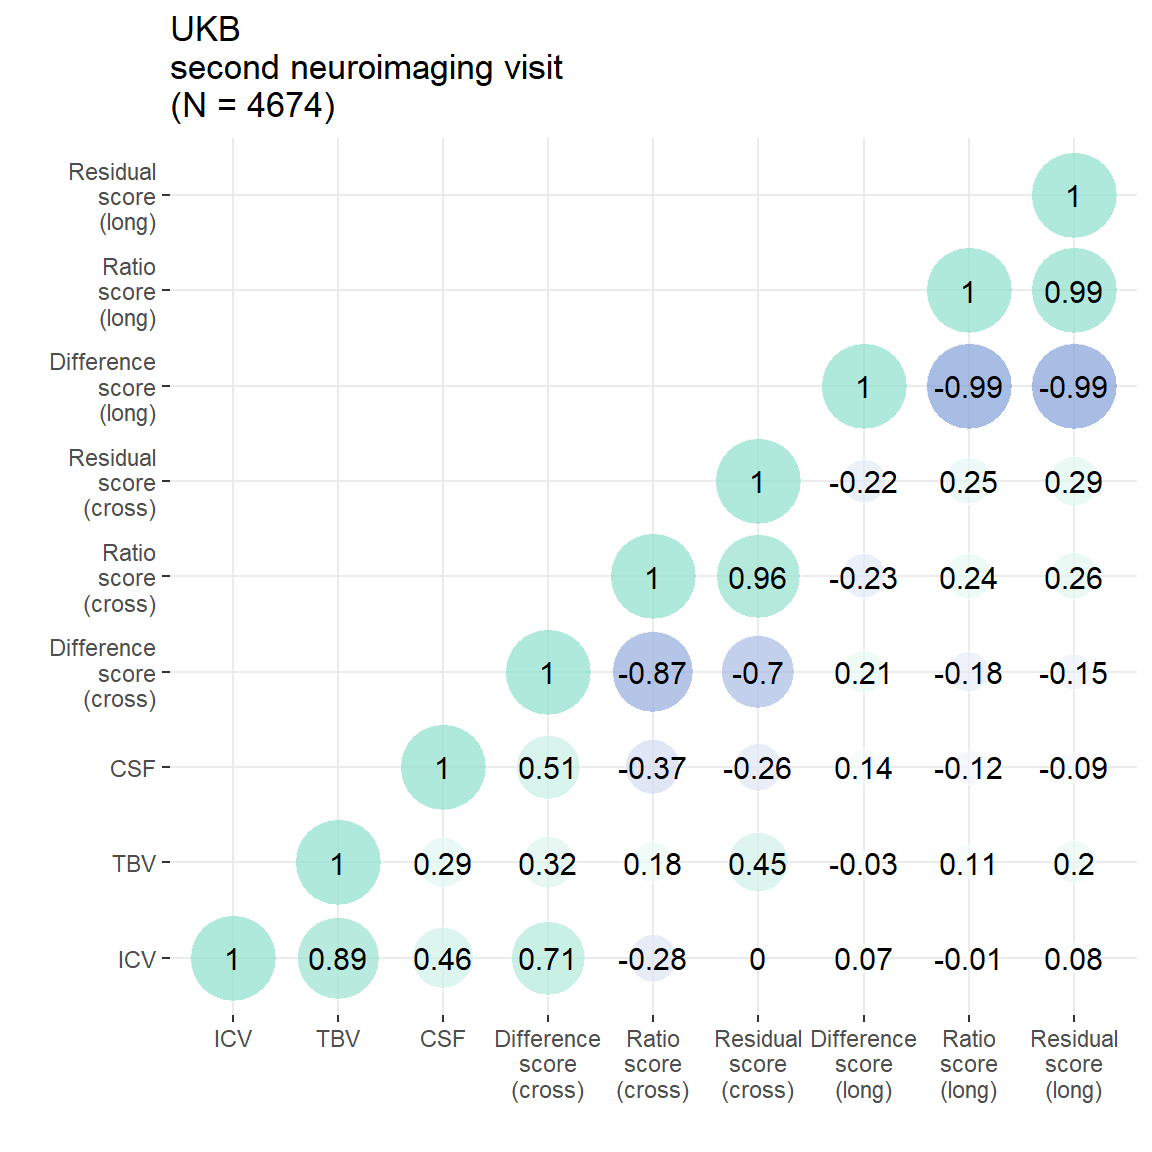 UKB
second neuroimaging visit
(N = 4674)
Residual
score
(long)
1
Ratio
score
(long)
1 0.99
Difference
score
(long)
1 -0.99 -0.99
Residual
score
(cross)
1 -0.22 0.25 0.29
Ratio
score
(cross)
1 0.96 -0.23 0.24 0.26
Difference
score
(cross)
1 -0.87 -0.7 0.21 -0.18 -0.15
CSF 1 0.51 -0.37 -0.26 0.14 -0.12 -0.09
TBV 1 0.29 0.32 0.18 0.45 -0.03 0.11 0.2
ICV 1 0.89 0.46 0.71 -0.28 0 0.07 -0.01 0.08
ICV TBV CSF Difference Ratio Residual Difference Ratio Residual
score score score score score score
(cross) (cross) (cross) (long) (long) (long)